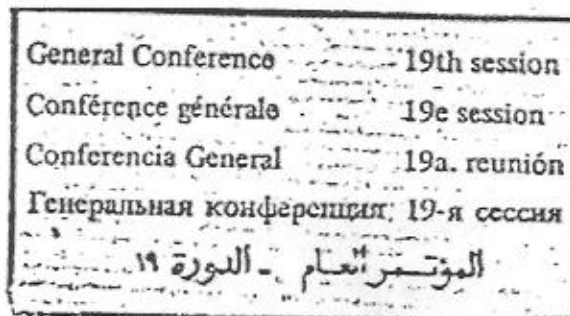 General Conference 19th session
Conférence générale 19e session
Conferencia General 19a. reunión
Генеральная конференция: 19-я сессия
المؤتمر العام - الدورة ١٩